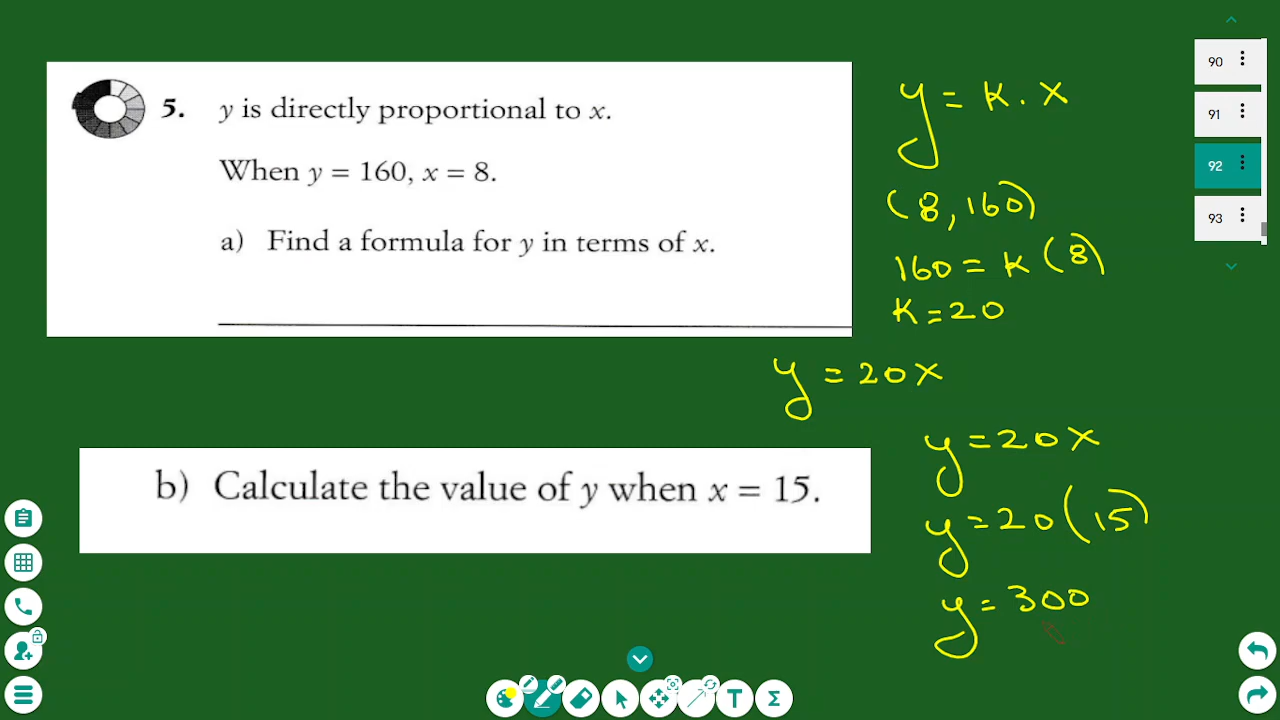 5. y is directly proportional to x.
When y = 160, x = 8.
a) Find a formula for y in terms of x.
y = K . x
(8, 160)
160 = K (8)
K = 20
y = 20x
b) Calculate the value of y when x = 15.
y = 20x
y = 20 (15)
y = 300
90
91
92
93
T
Σ